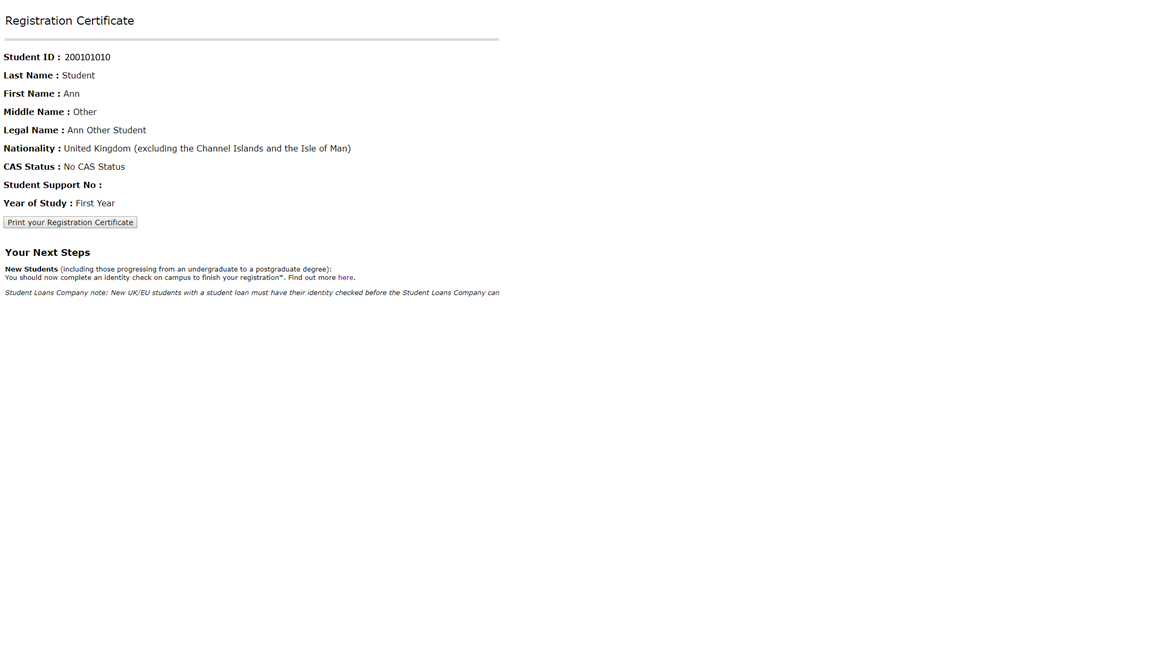 Registration Certificate
Student ID : 200101010
Last Name : Student
First Name : Ann
Middle Name : Other
Legal Name : Ann Other Student
Nationality : United Kingdom (excluding the Channel Islands and the Isle of Man)
CAS Status : No CAS Status
Student Support No :
Year of Study : First Year
Print your Registration Certificate
Your Next Steps
New Students (including those progressing from an undergraduate to a postgraduate degree):
You should now complete an identity check on campus to finish your registration*. Find out more here.
Student Loans Company note: New UK/EU students with a student loan must have their identity checked before the Student Loans Company can